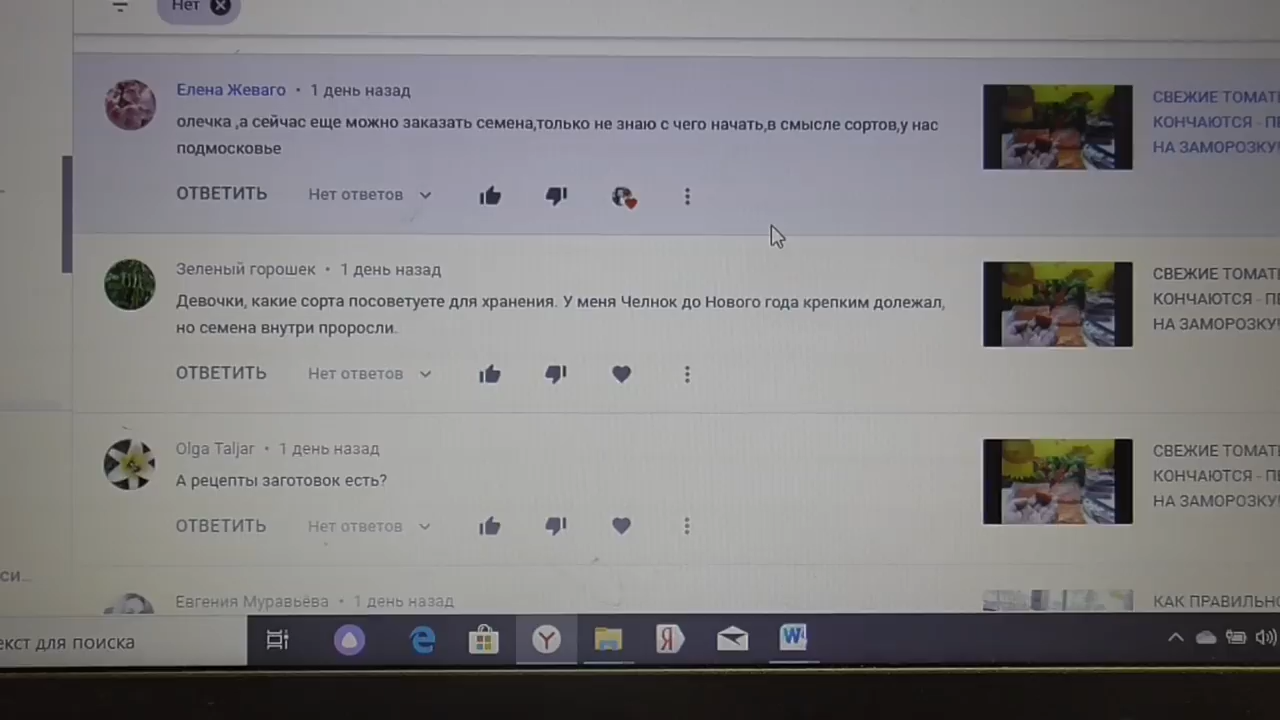 Нет
Елена Жеваго • 1 день назад
олечка ,а сейчас еще можно заказать семена,только не знаю с чего начать,в смысле сортов,у нас
подмосковье
ОТВЕТИТЬ Нет ответов
СВЕЖИЕ ТОМАТ
КОНЧАЮТСЯ - ПЕ
НА ЗАМОРОЗКУ!
Зеленый горошек • 1 день назад
Девочки, какие сорта посоветуете для хранения. У меня Челнок до Нового года крепким долежал,
но семена внутри проросли.
ОТВЕТИТЬ Нет ответов
СВЕЖИЕ ТОМАТ
КОНЧАЮТСЯ - ПЕ
НА ЗАМОРОЗКУ!
Olga Taljar • 1 день назад
А рецепты заготовок есть?
ОТВЕТИТЬ Нет ответов
СВЕЖИЕ ТОМАТ
КОНЧАЮТСЯ - ПЕ
НА ЗАМОРОЗКУ!
си...
Евгения Муравьёва • 1 день назад
КАК ПРАВИЛЬНО
екст для поиска